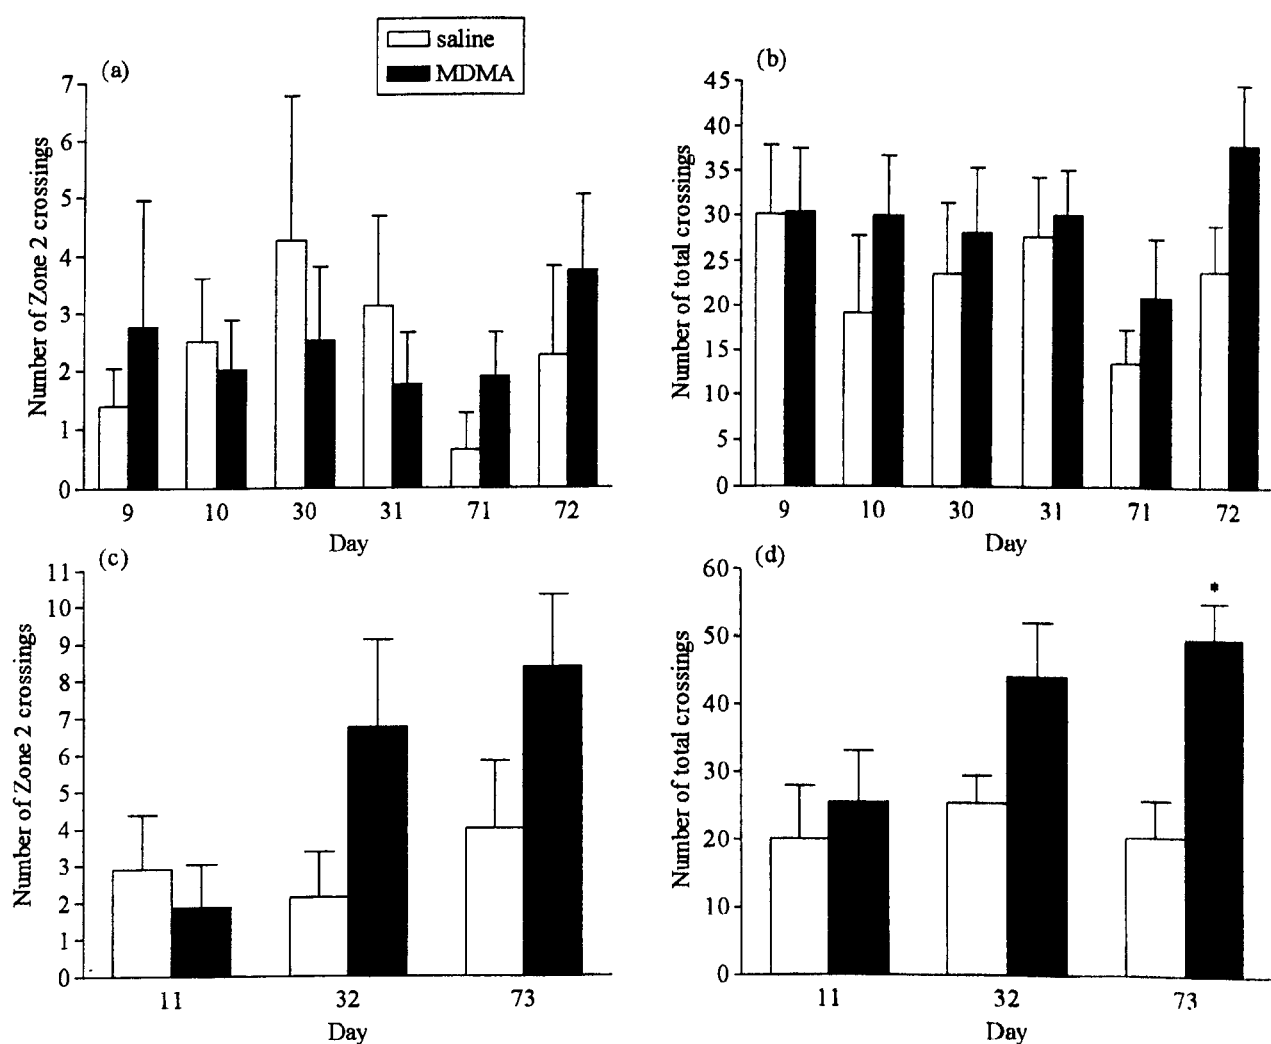 saline
MDMA
(a)
7
6
5
4
3
2
1
0
Number of Zone 2 crossings
9 10 30 31 71 72
Day
(b)
45
40
35
30
25
20
15
10
5
0
Number of total crossings
9 10 30 31 71 72
Day
(c)
11
10
9
8
7
6
5
4
3
2
1
0
Number of Zone 2 crossings
11 32 73
Day
(d)
60
50
40
30
20
10
0
Number of total crossings
*
11 32 73
Day